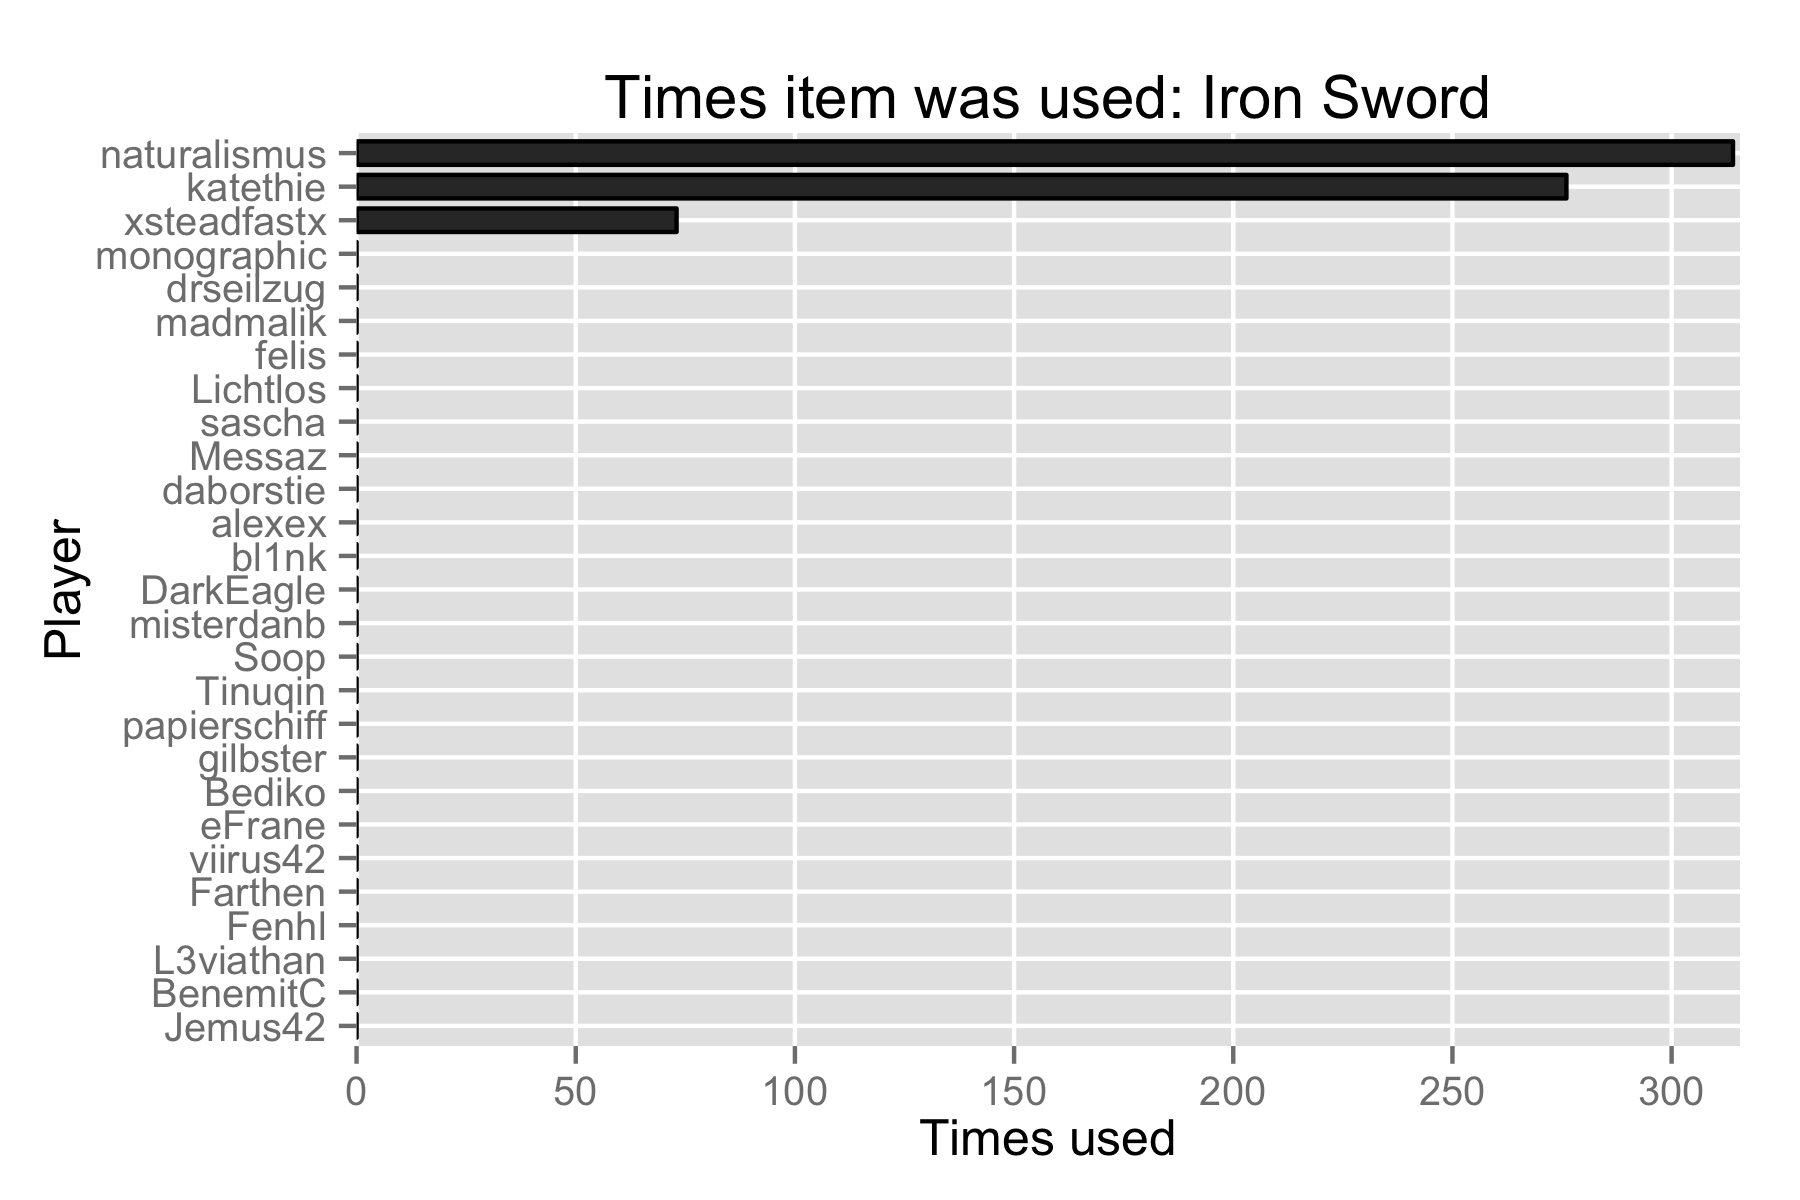 Times item was used: Iron Sword
naturalismus
katethie
xsteadfastx
monographic
drseilzug
madmalik
felis
Lichtlos
sascha
Messaz
daborstie
alexex
bl1nk
DarkEagle
misterdanb
Soop
Tinuqin
papierschiff
gilbster
Bediko
eFrane
viirus42
Farthen
Fenhl
L3viathan
BenemitC
Jemus42
Player
0 50 100 150 200 250 300
Times used